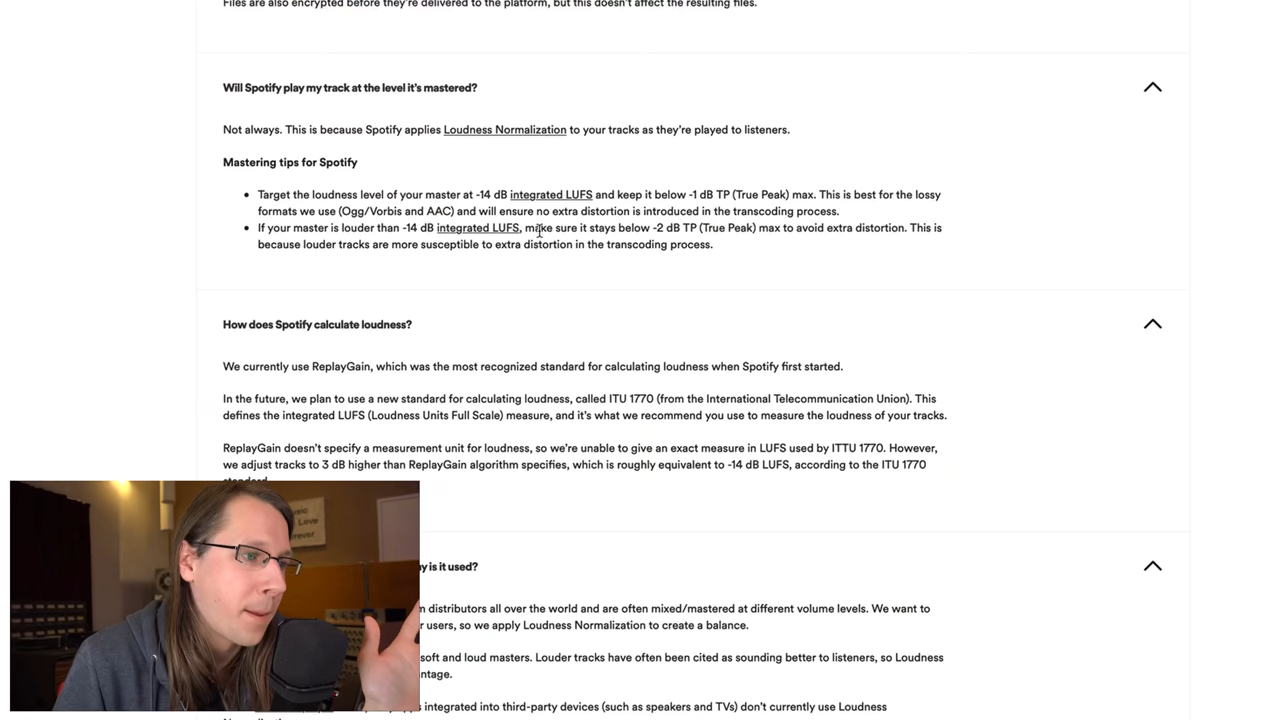 Files are also encrypted before they're delivered to the platform, but this doesn't affect the resulting files.
Will Spotify play my track at the level it's mastered?
Not always. This is because Spotify applies Loudness Normalization to your tracks as they're played to listeners.
Mastering tips for Spotify
Target the loudness level of your master at -14 dB integrated LUFS and keep it below -1 dB TP (True Peak) max. This is best for the lossy
formats we use (Ogg/Vorbis and AAC) and will ensure no extra distortion is introduced in the transcoding process.
If your master is louder than -14 dB integrated LUFS, make sure it stays below -2 dB TP (True Peak) max to avoid extra distortion. This is
because louder tracks are more susceptible to extra distortion in the transcoding process.
How does Spotify calculate loudness?
We currently use ReplayGain, which was the most recognized standard for calculating loudness when Spotify first started.
In the future, we plan to use a new standard for calculating loudness, called ITU 1770 (from the International Telecommunication Union). This
defines the integrated LUFS (Loudness Units Full Scale) measure, and it's what we recommend you use to measure the loudness of your tracks.
ReplayGain doesn't specify a measurement unit for loudness, so we're unable to give an exact measure in LUFS used by ITTU 1770. However,
we adjust tracks to 3 dB higher than ReplayGain algorithm specifies, which is roughly equivalent to -14 dB LUFS, according to the ITU 1770
standard.
is it used?
distributors all over the world and are often mixed/mastered at different volume levels. We want to
users, so we apply Loudness Normalization to create a balance.
soft and loud masters. Louder tracks have often been cited as sounding better to listeners, so Loudness
integrated into third-party devices (such as speakers and TVs) don't currently use Loudness